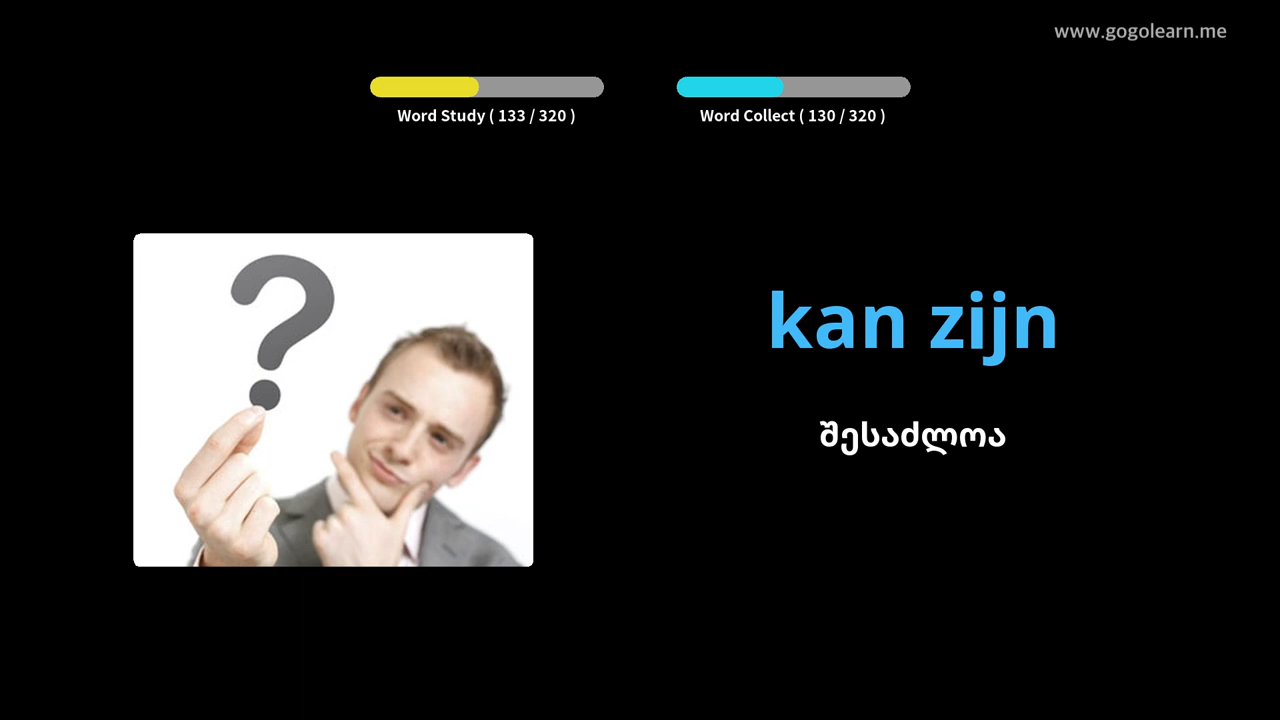 www.gogolearn.me
Word Study ( 133 / 320 )
Word Collect ( 130 / 320 )
kan zijn
შესაძლოა